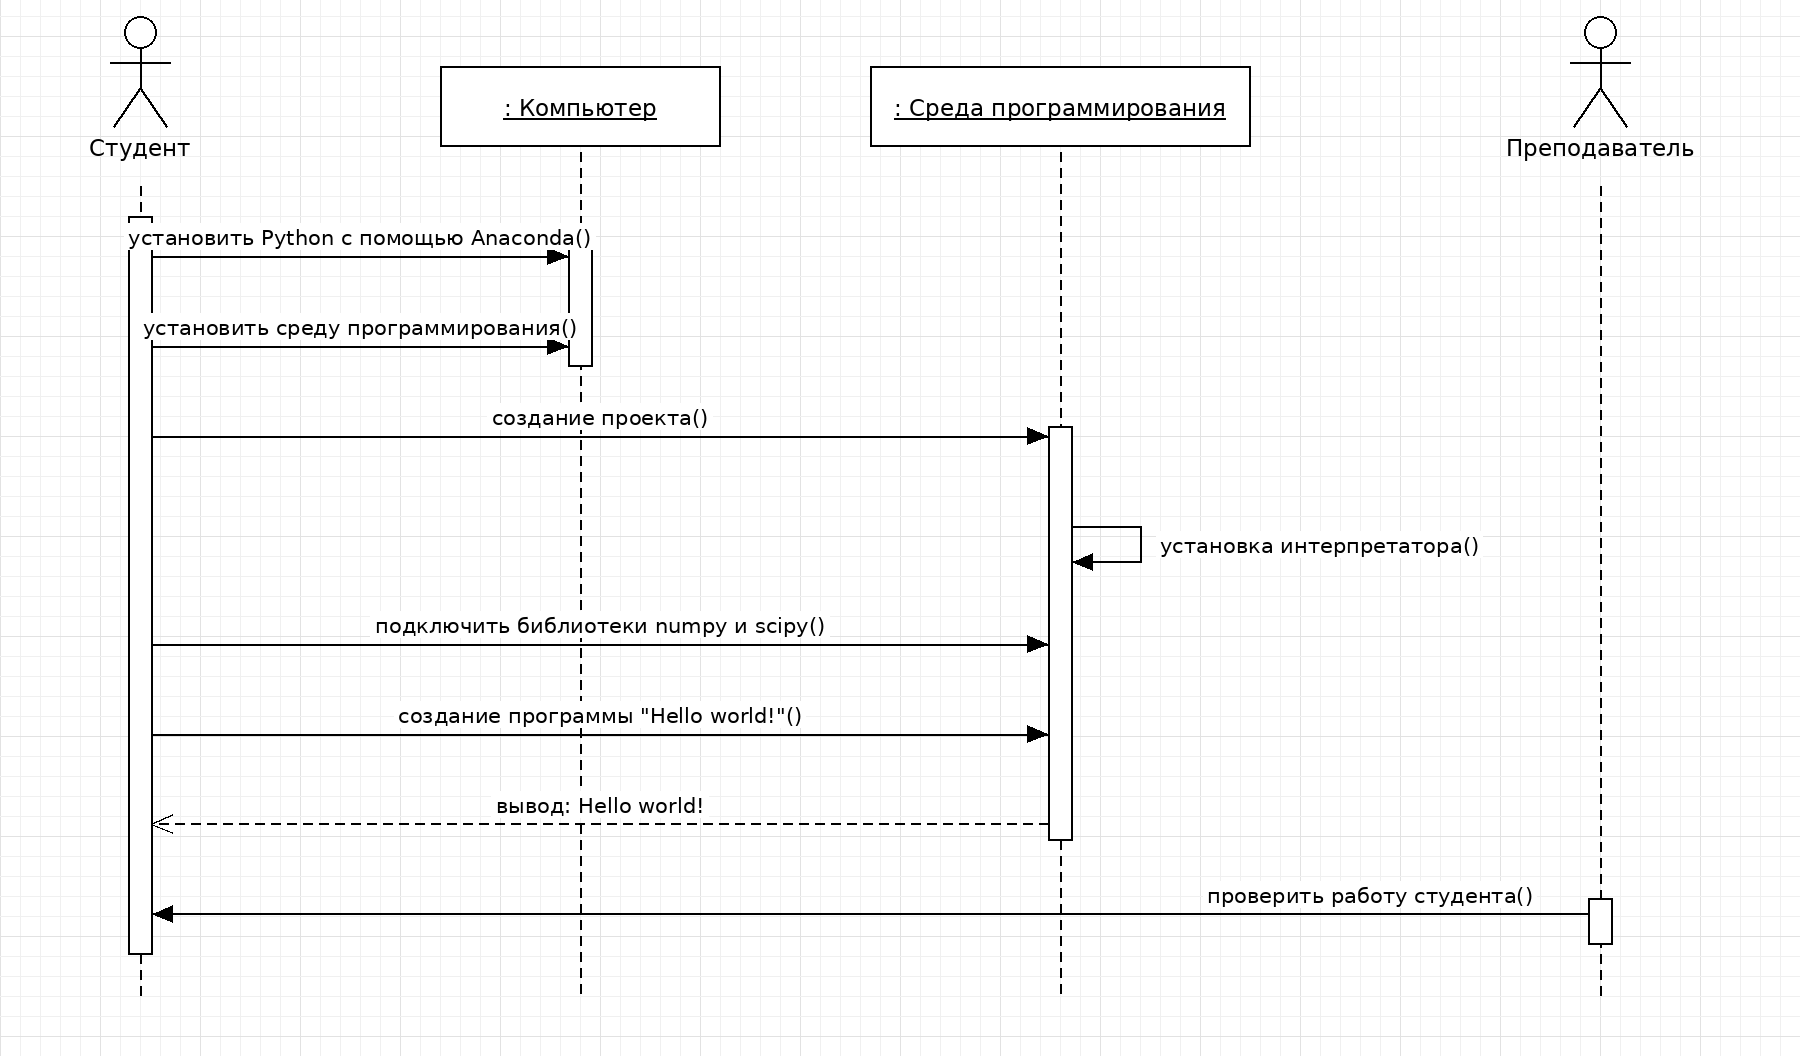 Студент
: Компьютер
: Среда программирования
Преподаватель
установить Python с помощью Anaconda()
установить среду программирования()
создание проекта()
установка интерпретатора()
подключить библиотеки numpy и scipy()
создание программы "Hello world!"()
вывод: Hello world!
проверить работу студента()